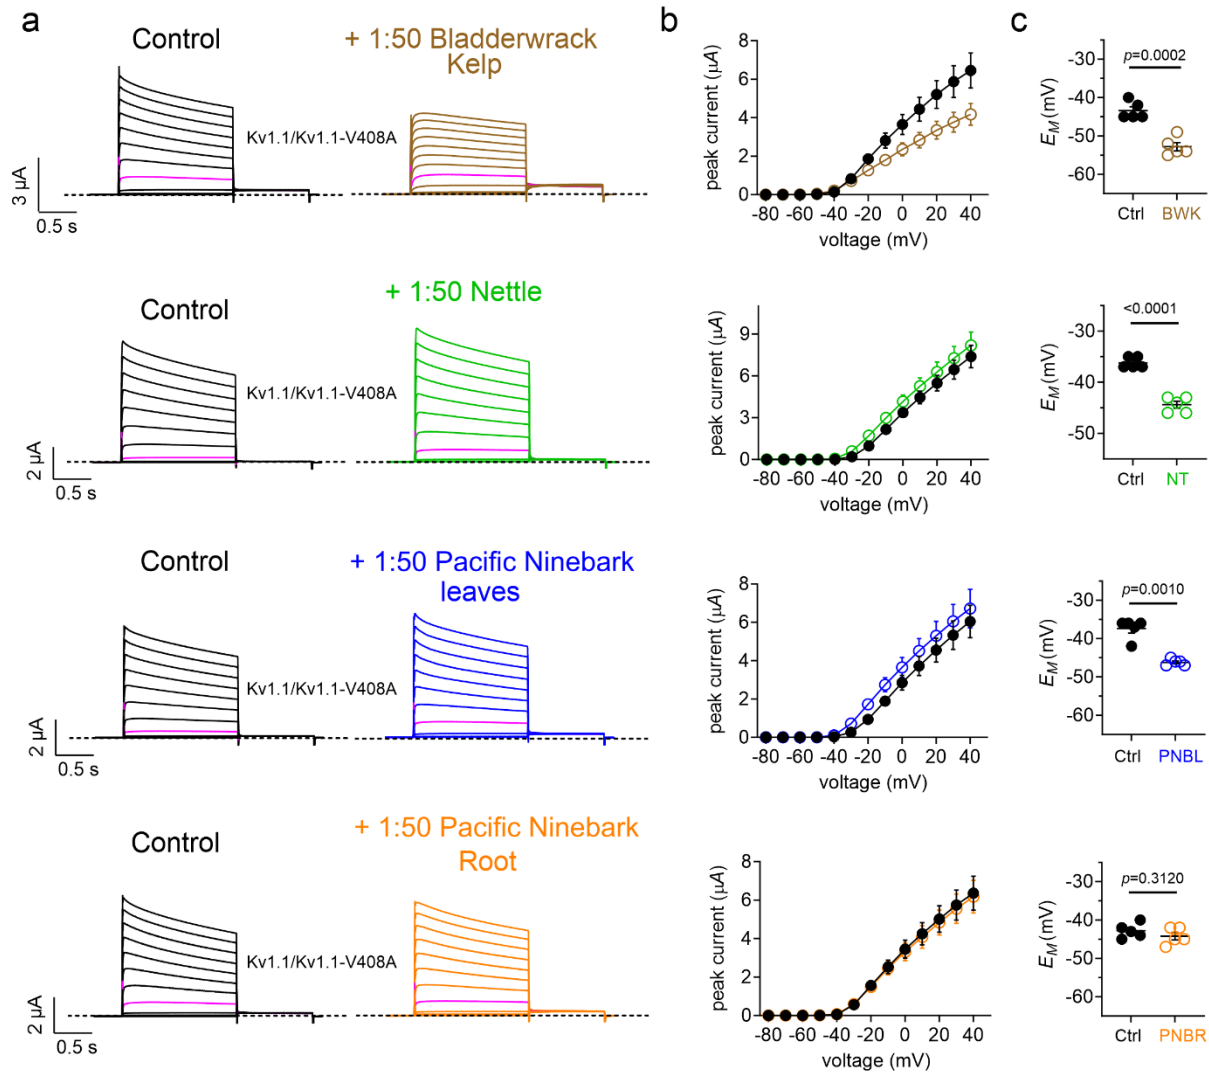 a
b
c
Control
+ 1:50 Bladderwrack
Kelp
Kv1.1/Kv1.1-V408A
3 µA
0.5 s
8
6
4
2
0
peak current (µA)
-80 -60 -40 -20 0 20 40
voltage (mV)
-30
-40
-50
-60
E_M (mV)
p=0.0002
Ctrl BWK
Control
+ 1:50 Nettle
Kv1.1/Kv1.1-V408A
2 µA
0.5 s
9
6
3
0
peak current (µA)
-80 -60 -40 -20 0 20 40
voltage (mV)
-30
-40
-50
E_M (mV)
<0.0001
Ctrl NT
Control
+ 1:50 Pacific Ninebark
leaves
Kv1.1/Kv1.1-V408A
2 µA
0.5 s
8
6
4
2
0
peak current (µA)
-80 -60 -40 -20 0 20 40
voltage (mV)
-30
-40
-50
-60
E_M (mV)
p=0.0010
Ctrl PNBL
Control
+ 1:50 Pacific Ninebark
Root
Kv1.1/Kv1.1-V408A
2 µA
0.5 s
8
6
4
2
0
peak current (µA)
-80 -60 -40 -20 0 20 40
voltage (mV)
-30
-40
-50
-60
E_M (mV)
p=0.3120
Ctrl PNBR